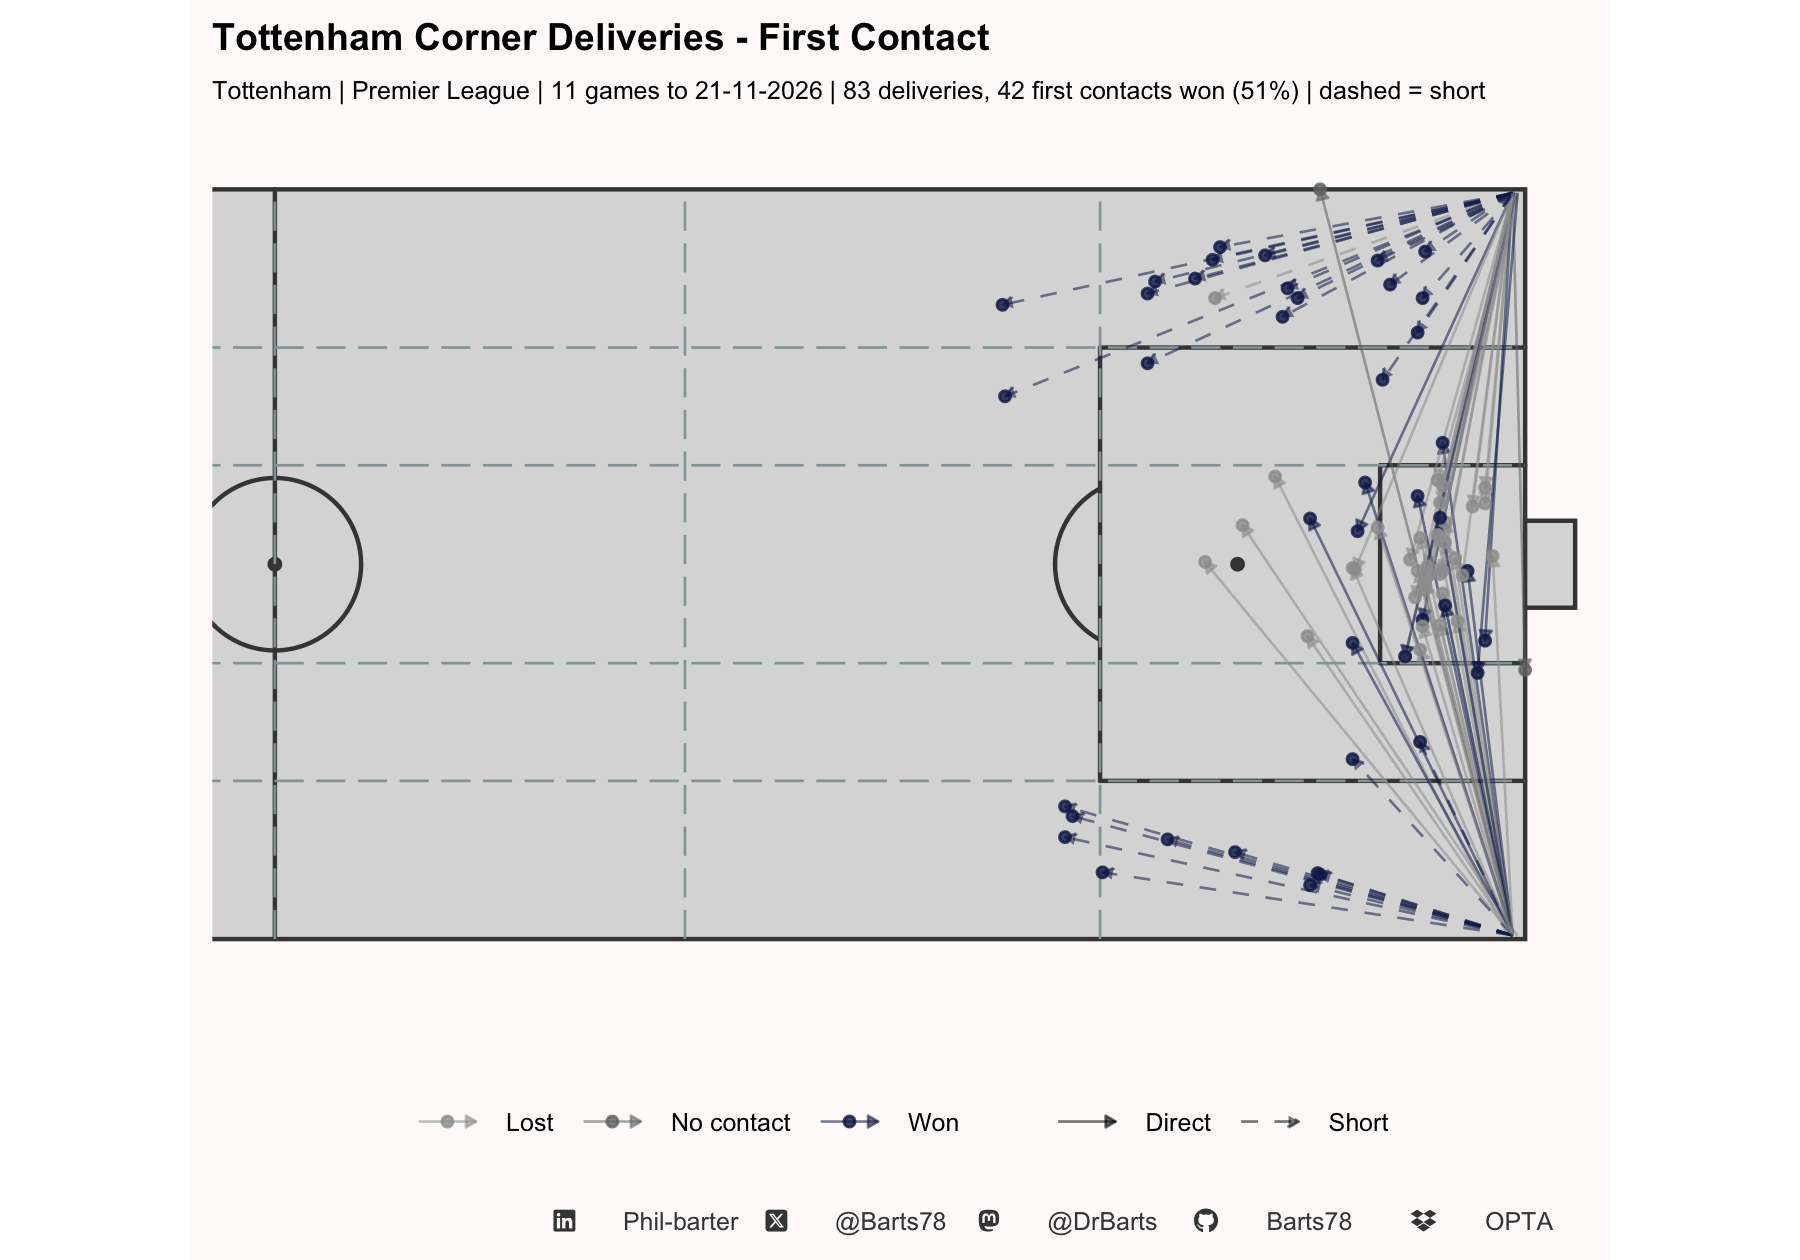 Tottenham Corner Deliveries - First Contact
Tottenham | Premier League | 11 games to 21-11-2026 | 83 deliveries, 42 first contacts won (51%) | dashed = short
Lost No contact Won Direct Short
Phil-barter @Barts78 @DrBarts Barts78 OPTA